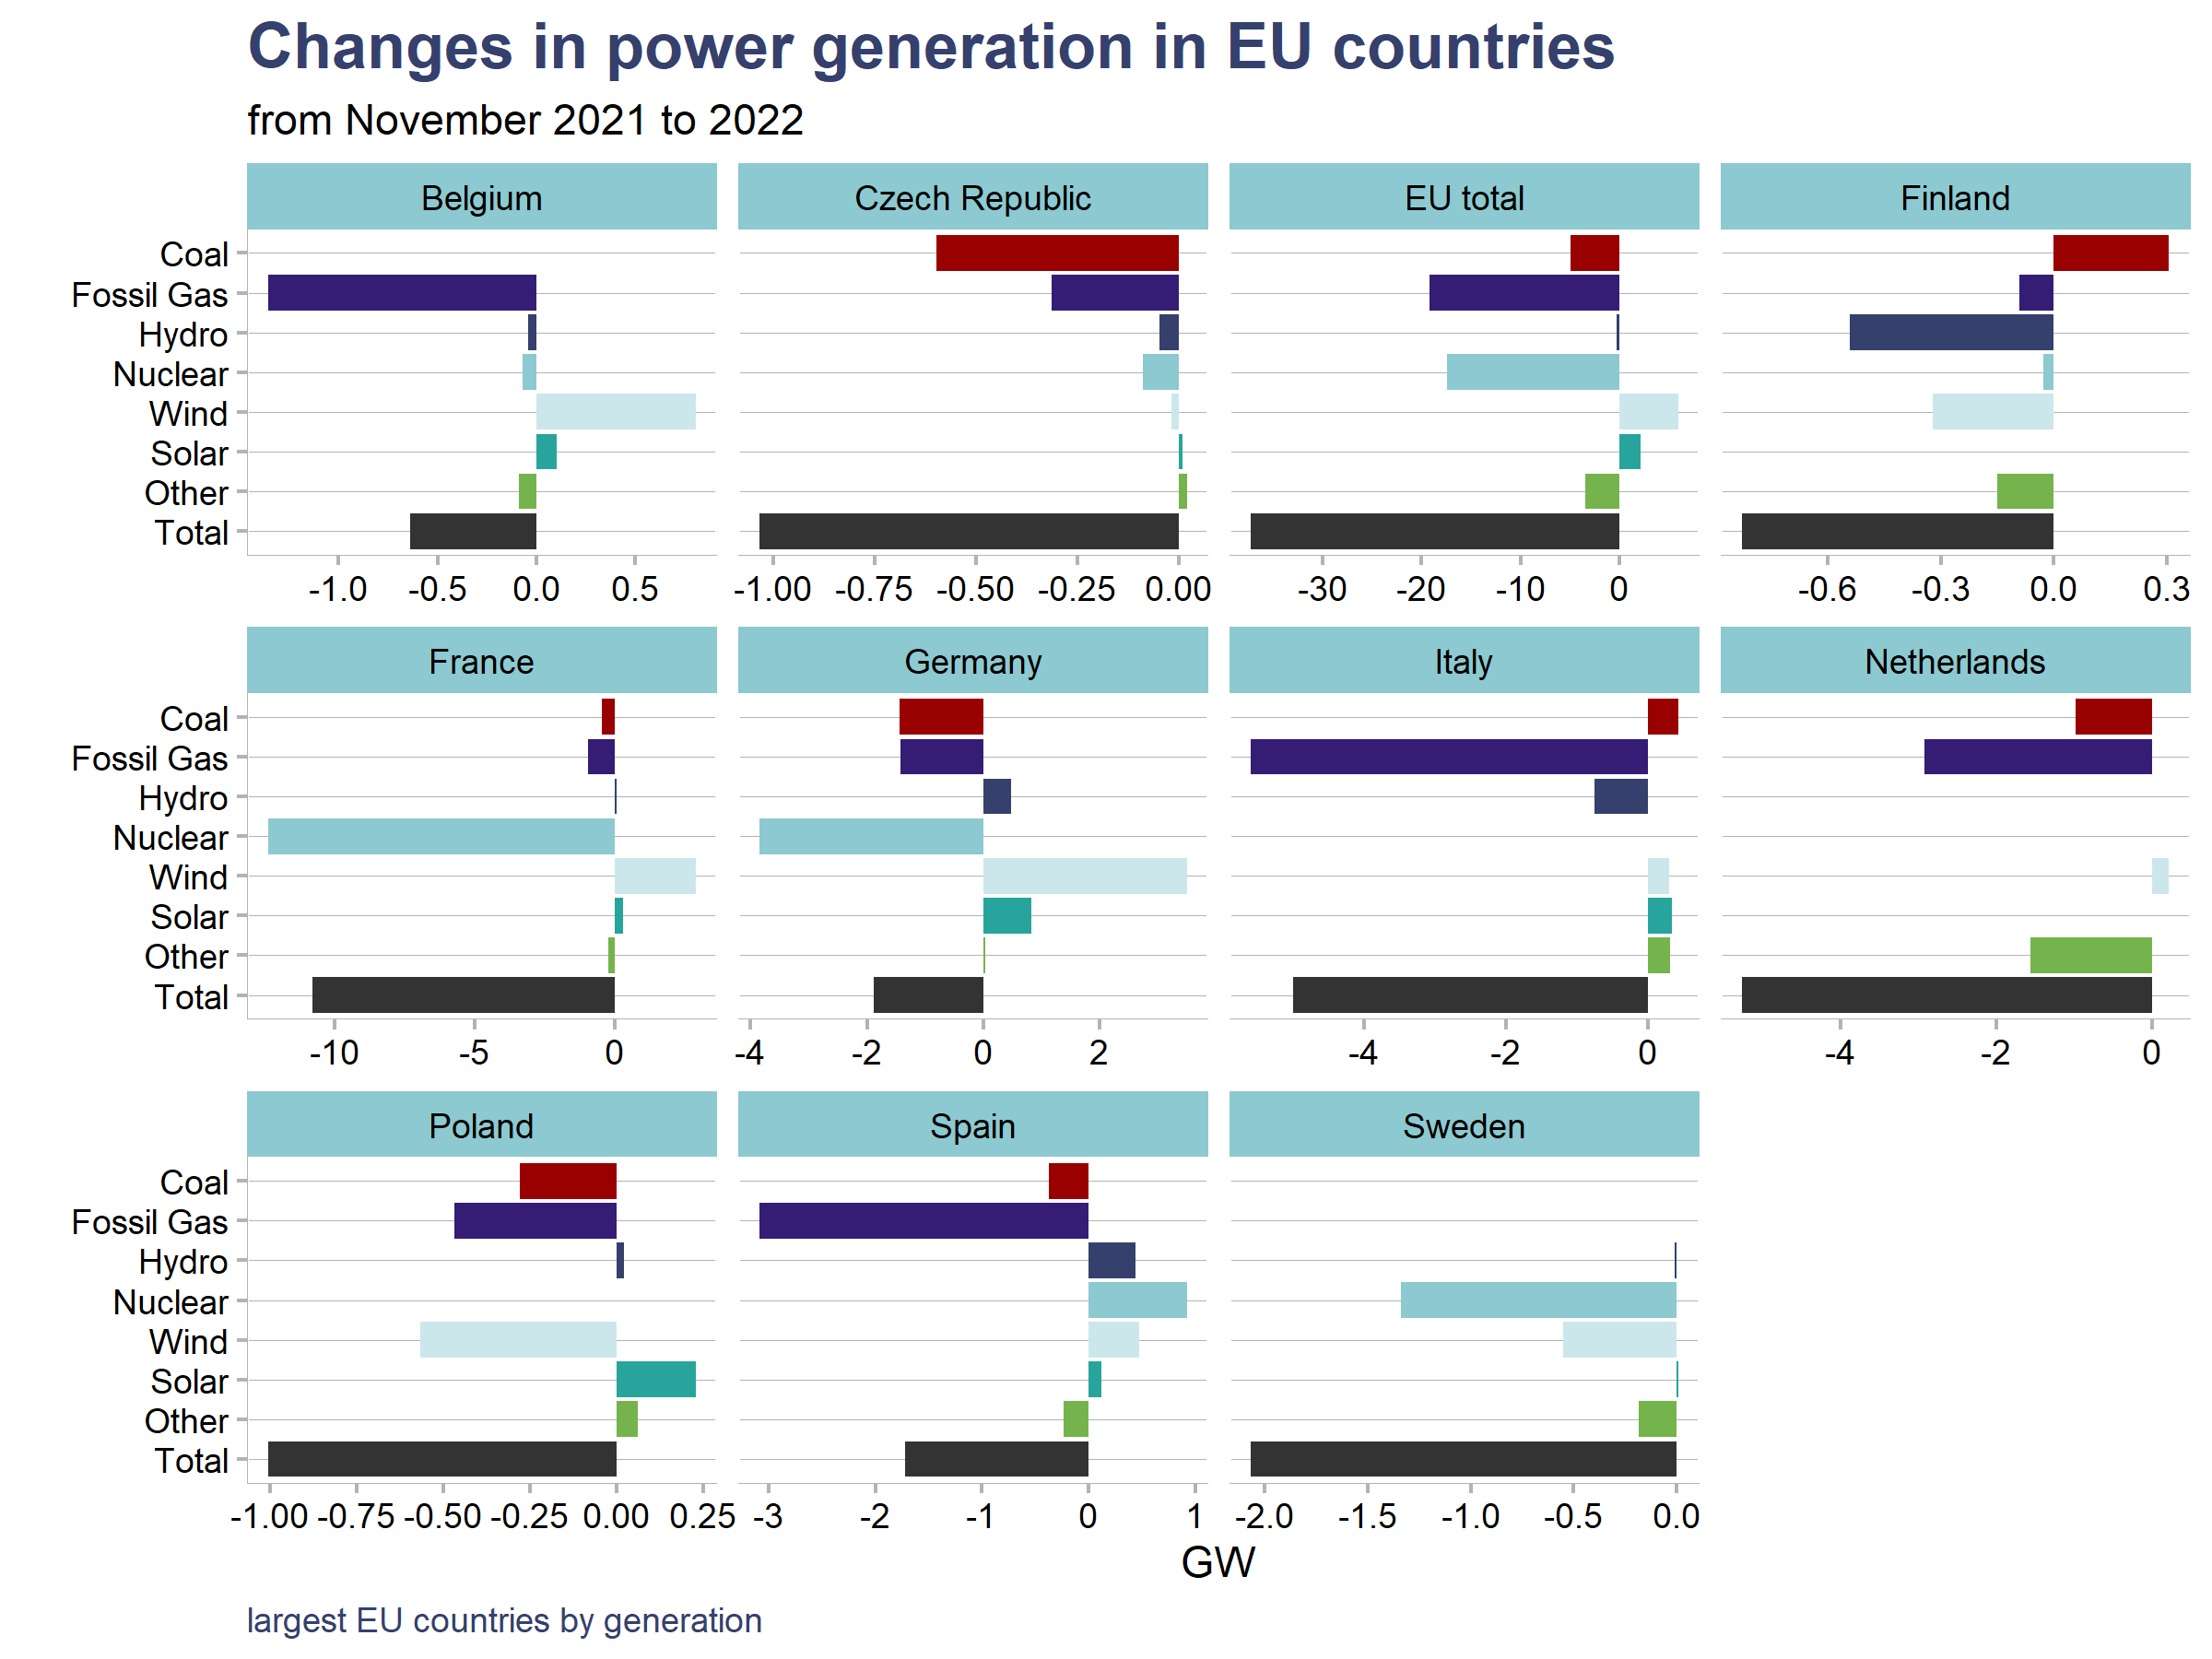 Changes in power generation in EU countries
from November 2021 to 2022
Belgium Czech Republic EU total Finland
Coal
Fossil Gas
Hydro
Nuclear
Wind
Solar
Other
Total
-1.0 -0.5 0.0 0.5 -1.00 -0.75 -0.50 -0.25 0.00 -30 -20 -10 0 -0.6 -0.3 0.0 0.3
France Germany Italy Netherlands
Coal
Fossil Gas
Hydro
Nuclear
Wind
Solar
Other
Total
-10 -5 0 -4 -2 0 2 -4 -2 0 -4 -2 0
Poland Spain Sweden
Coal
Fossil Gas
Hydro
Nuclear
Wind
Solar
Other
Total
-1.00 -0.75 -0.50 -0.25 0.00 0.25 -3 -2 -1 0 1 -2.0 -1.5 -1.0 -0.5 0.0
GW
largest EU countries by generation